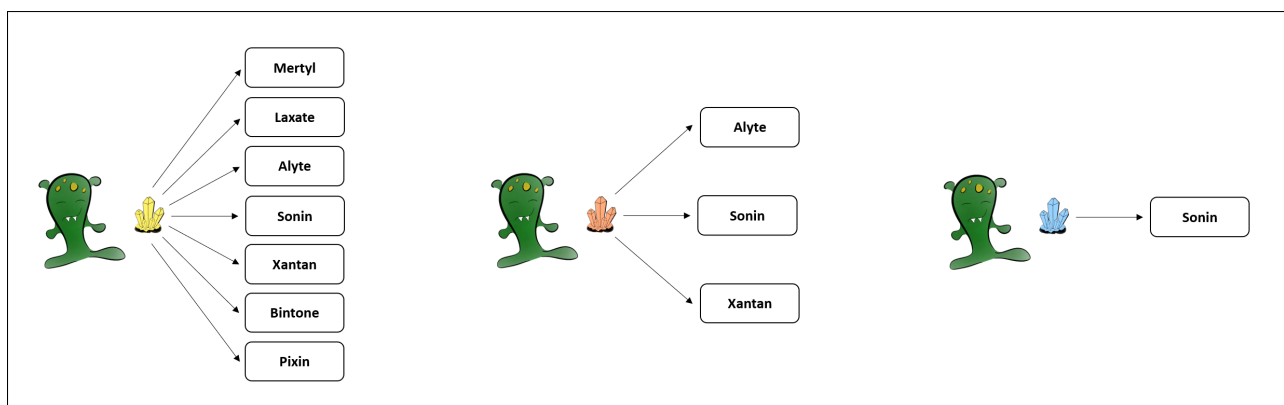 Mertyl
Laxate
Alyte
Sonin
Xantan
Bintone
Pixin
Alyte
Sonin
Xantan
Sonin